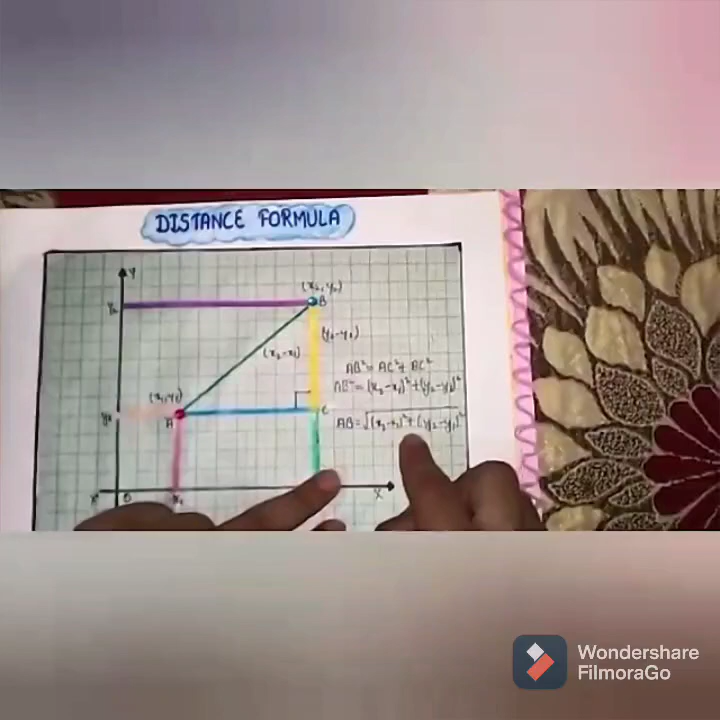 DISTANCE FORMULA
Y
(x₂, y₂)
y₂
B
(y₂-y₁)
(x₂-x₁)
AB² = AC² + BC²
(x₁, y₁)
AB² = (x₂-x₁)² + (y₂-y₁)²
y₁
A
C
AB = √(x₂-x₁)² + (y₂-y₁)²
X'
O
x₁
X
Wondershare
FilmoraGo